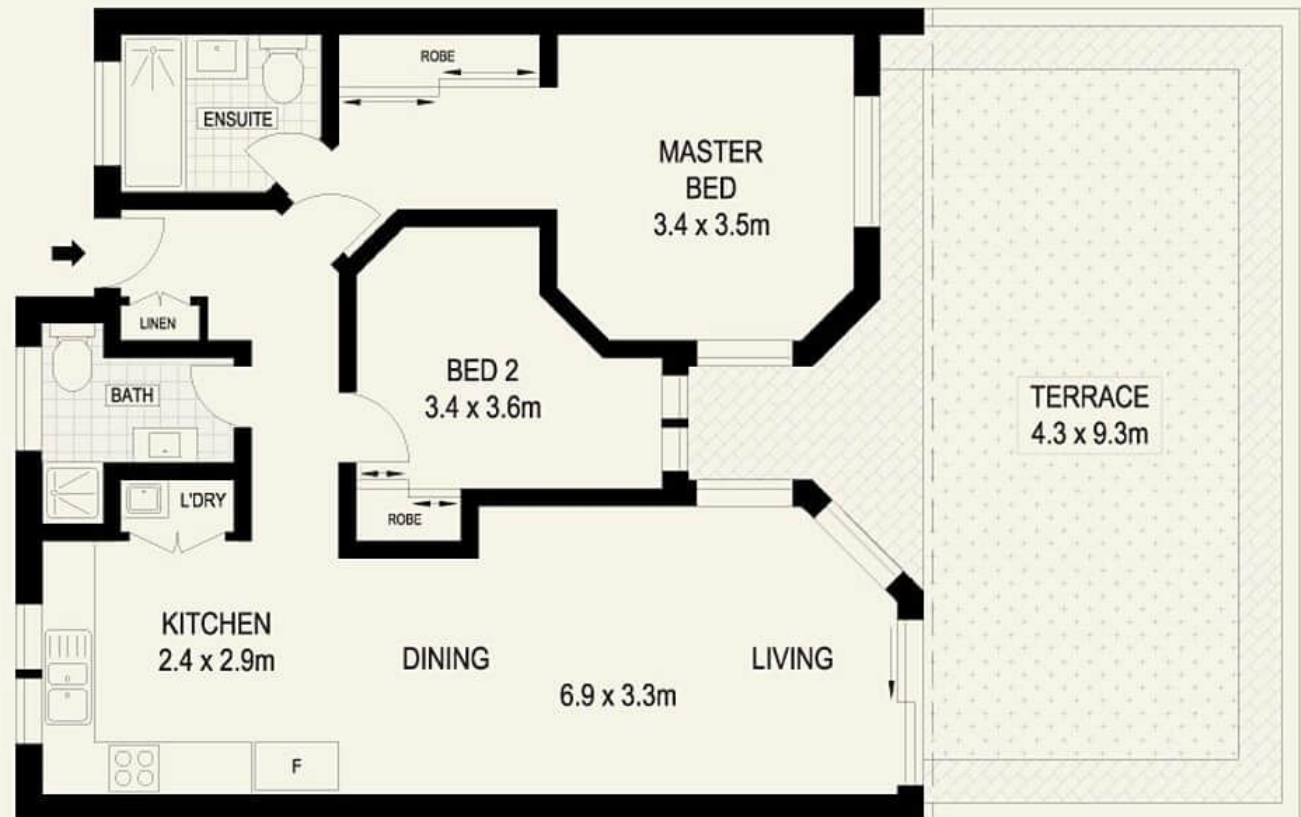 ROBE
ENSUITE
MASTER
BED
3.4 x 3.5m
LINEN
BATH
BED 2
3.4 x 3.6m
TERRACE
4.3 x 9.3m
L'DRY
ROBE
KITCHEN
2.4 x 2.9m
DINING
LIVING
6.9 x 3.3m
F